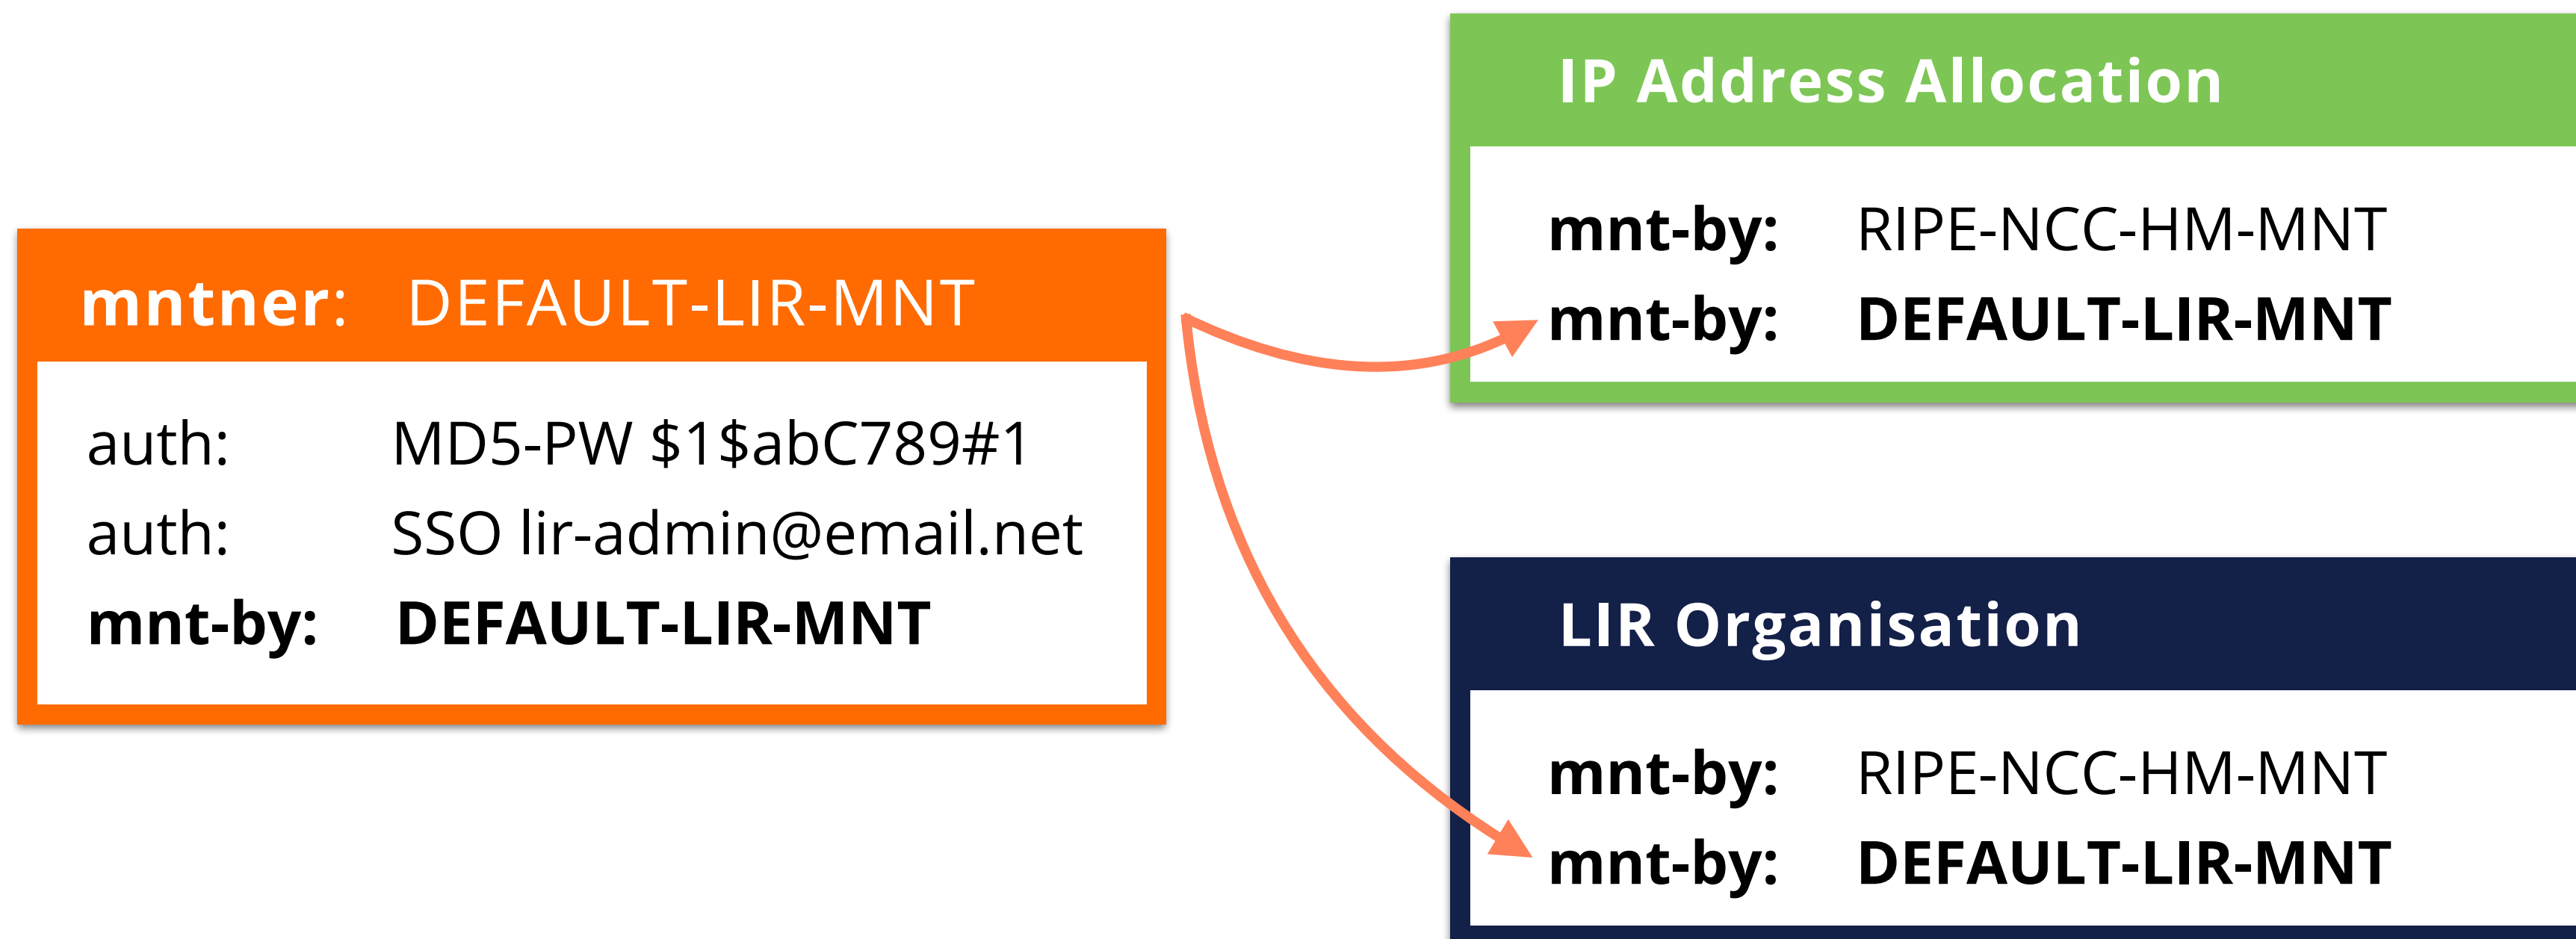 mntner: DEFAULT-LIR-MNT
auth: MD5-PW $1$abC789#1
auth: SSO lir-admin@email.net
mnt-by: DEFAULT-LIR-MNT
IP Address Allocation
mnt-by: RIPE-NCC-HM-MNT
mnt-by: DEFAULT-LIR-MNT
LIR Organisation
mnt-by: RIPE-NCC-HM-MNT
mnt-by: DEFAULT-LIR-MNT